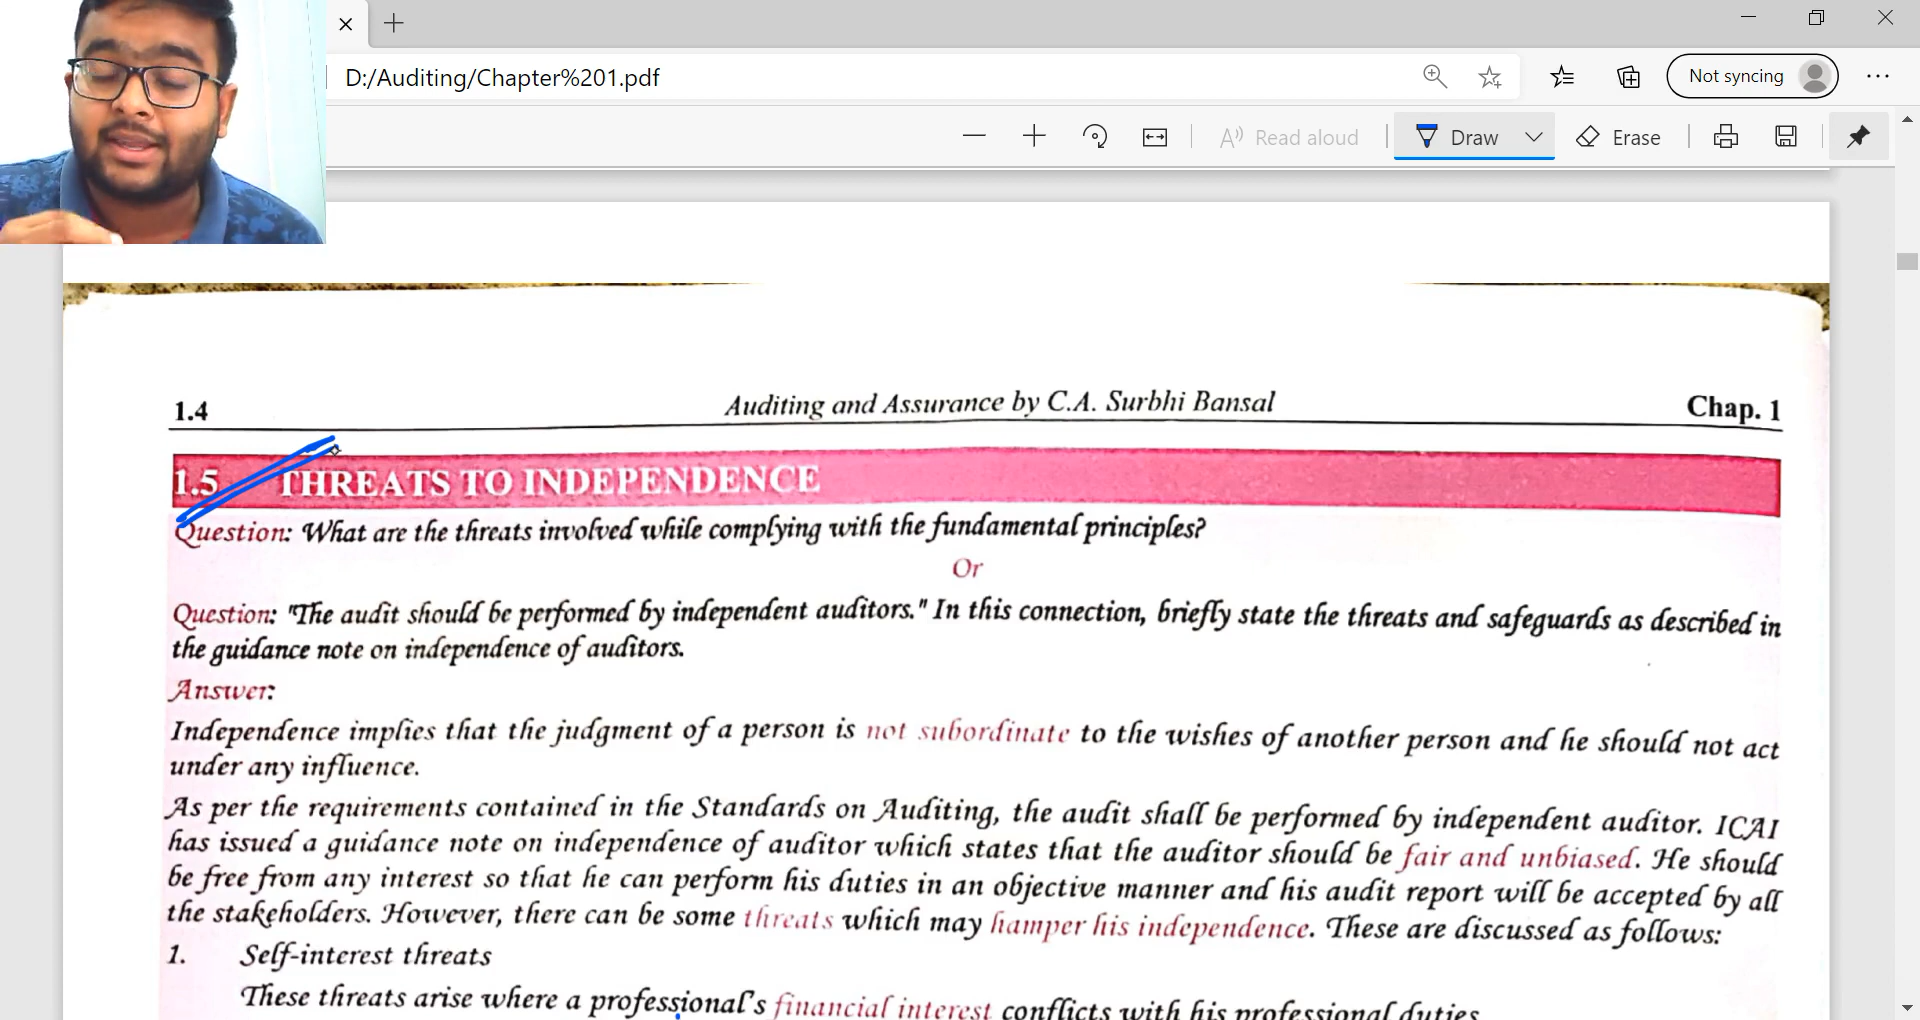 D:/Auditing/Chapter%201.pdf
Not syncing
Read aloud
Draw
Erase
1.4 Auditing and Assurance by C.A. Surbhi Bansal Chap. 1
1.5 THREATS TO INDEPENDENCE
Question: What are the threats involved while complying with the fundamental principles?
Or
Question: "The audit should be performed by independent auditors." In this connection, briefly state the threats and safeguards as described in
the guidance note on independence of auditors.
Answer:
Independence implies that the judgment of a person is not subordinate to the wishes of another person and he should not act
under any influence.
As per the requirements contained in the Standards on Auditing, the audit shall be performed by independent auditor. ICAI
has issued a guidance note on independence of auditor which states that the auditor should be fair and unbiased. He should
be free from any interest so that he can perform his duties in an objective manner and his audit report will be accepted by all
the stakeholders. However, there can be some threats which may hamper his independence. These are discussed as follows:
1. Self-interest threats
These threats arise where a professional's financial interest conflicts with his professional duties